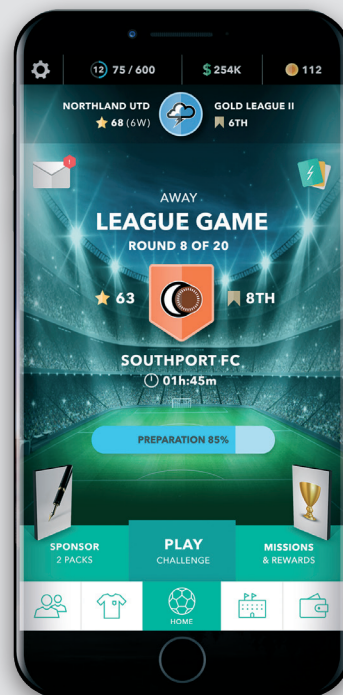 12 75 / 600 $ 254K 112
NORTHLAND UTD GOLD LEAGUE II
68 (6W) 6TH
1
AWAY
LEAGUE GAME
ROUND 8 OF 20
63 8TH
SOUTHPORT FC
01h:45m
PREPARATION 85%
SPONSOR
2 PACKS
PLAY
CHALLENGE
MISSIONS
& REWARDS
HOME